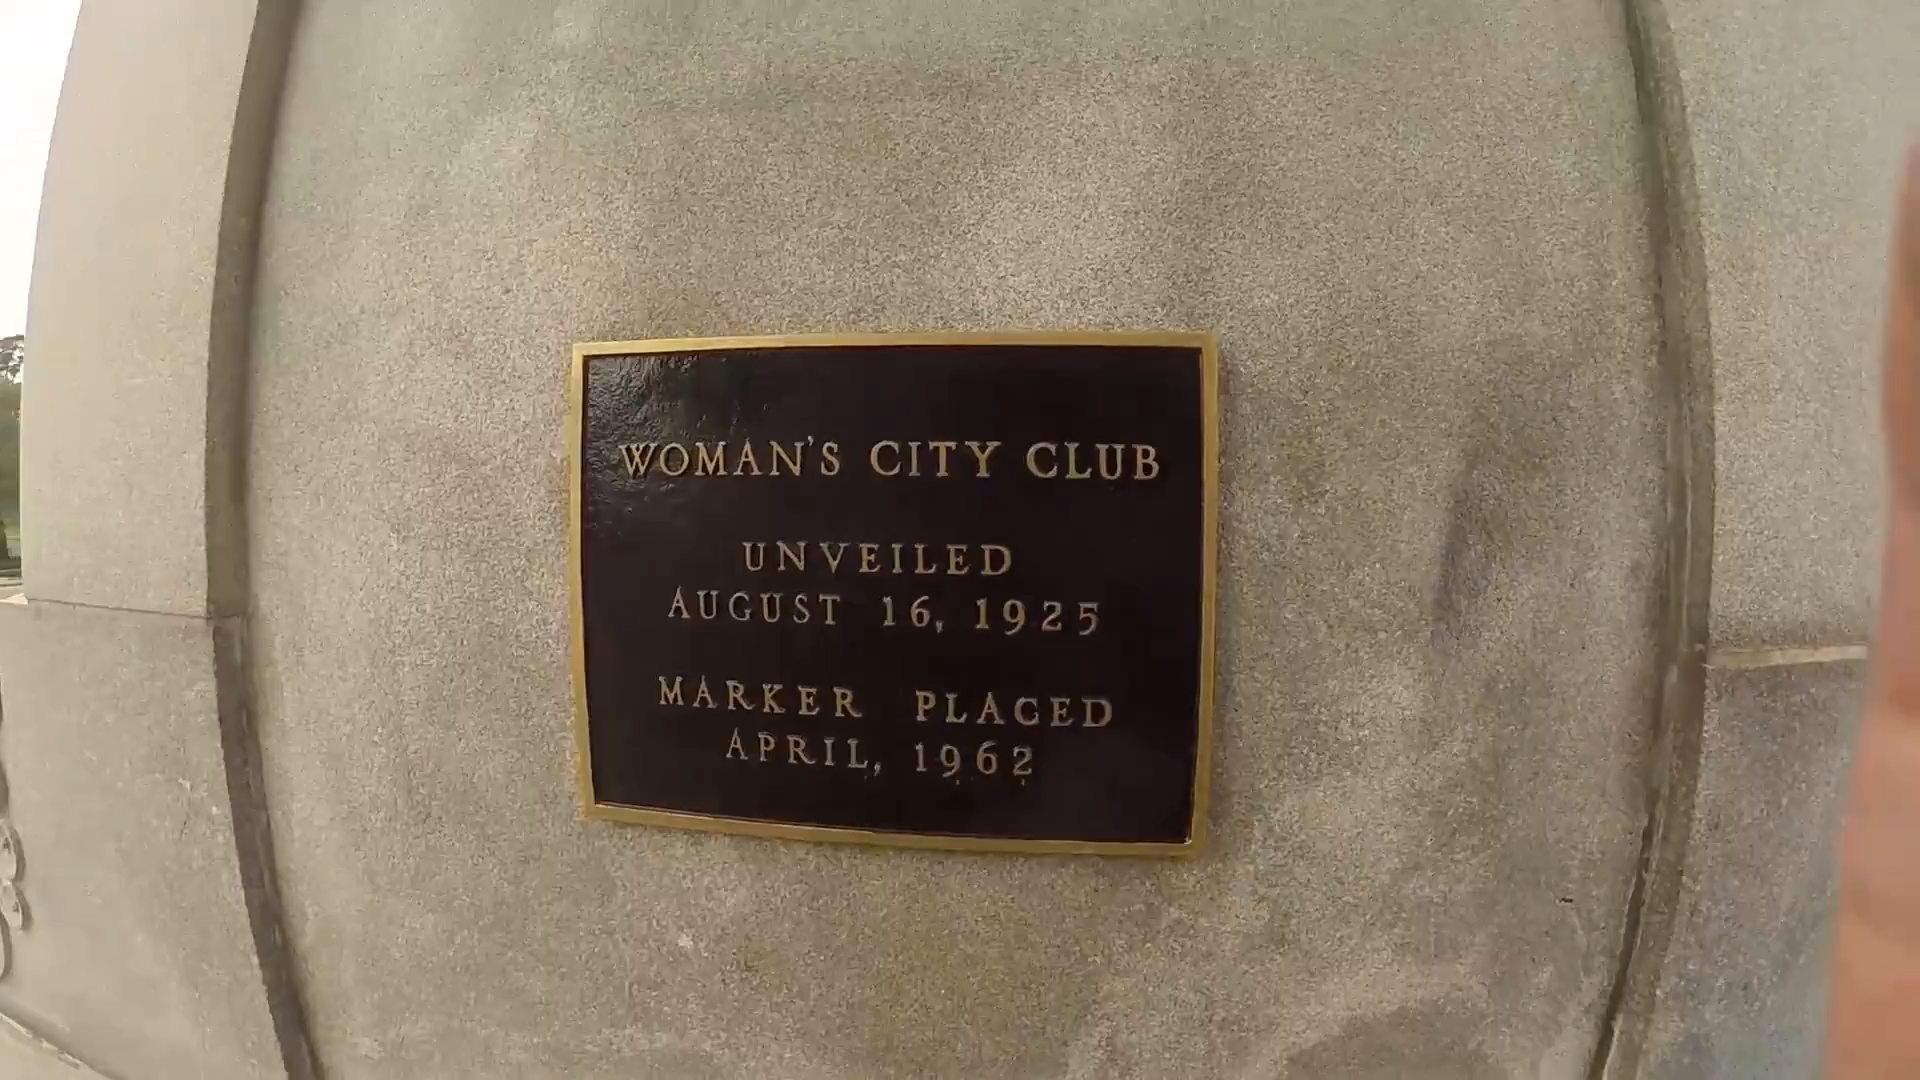 WOMAN'S CITY CLUB
UNVEILED
AUGUST 16, 1925
MARKER PLACED
APRIL, 1962